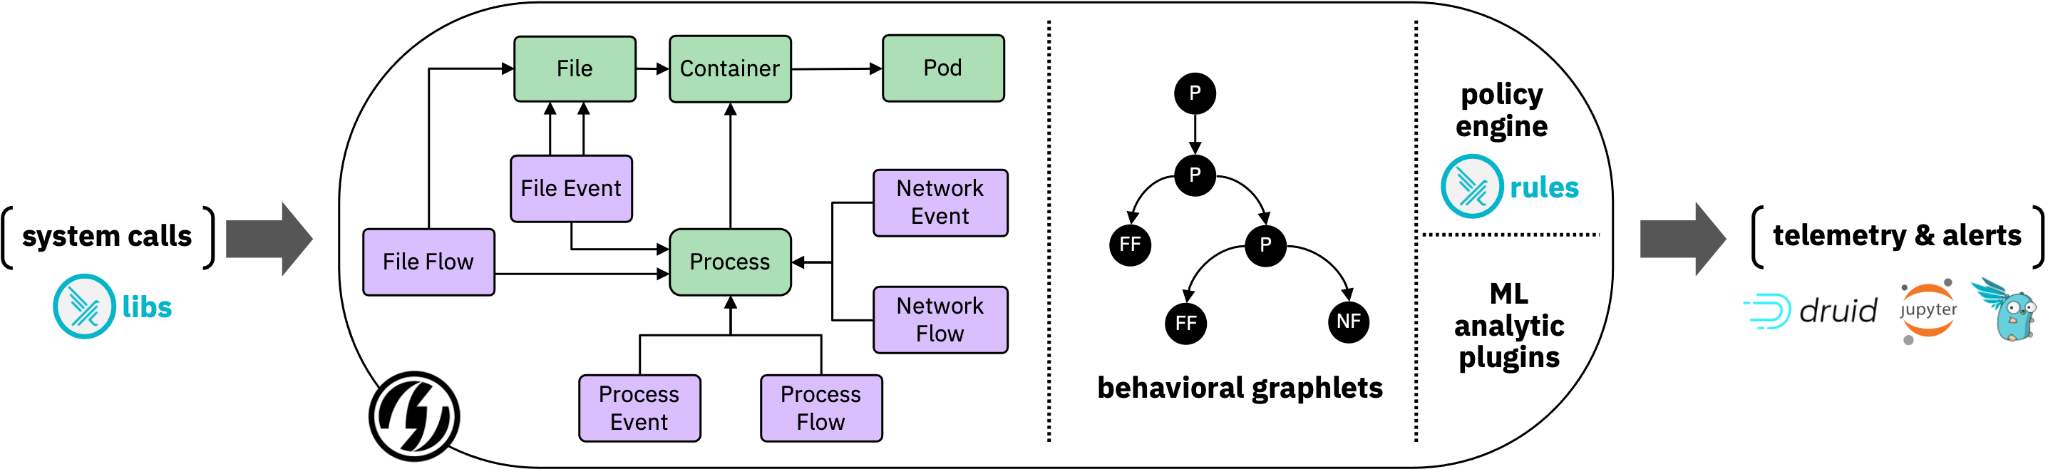 system calls
libs
File
Container
Pod
File Event
File Flow
Process
Network
Event
Network
Flow
Process
Event
Process
Flow
P
P
FF
P
FF
NF
behavioral graphlets
policy
engine
rules
ML
analytic
plugins
telemetry & alerts
druid
jupyter